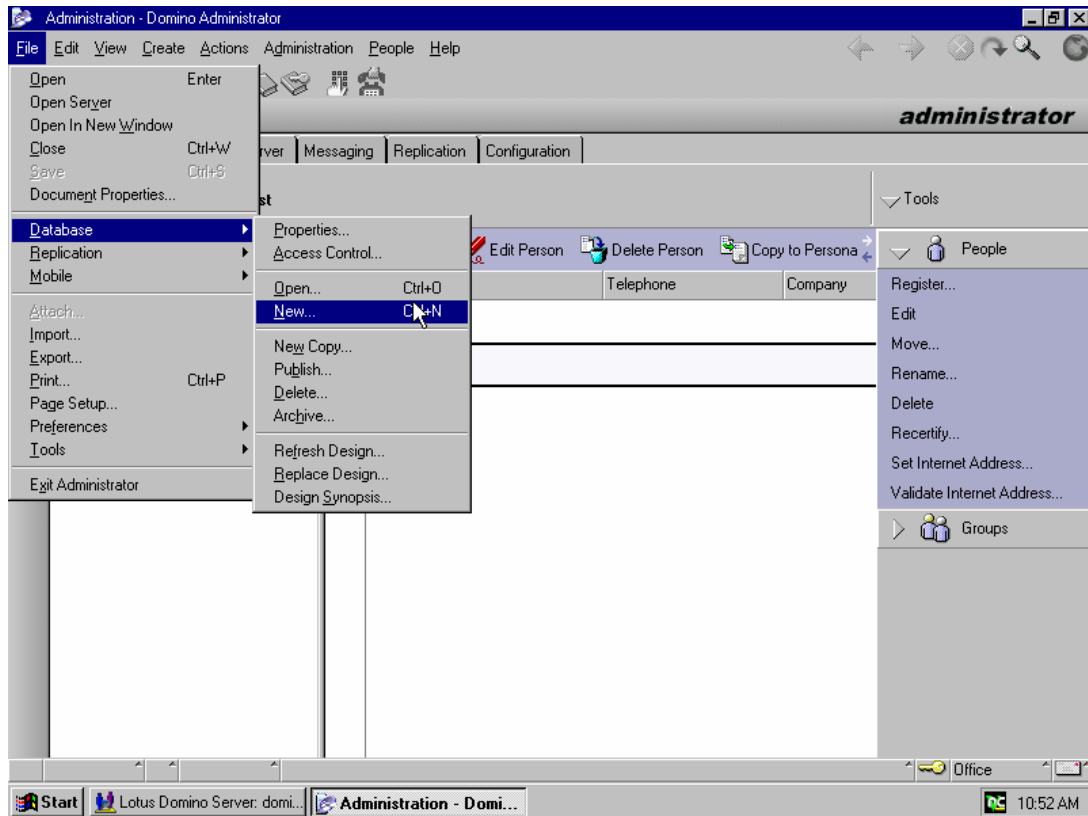 Administration - Domino Administrator
File Edit View Create Actions Administration People Help
Open Enter
Open Server
Open In New Window
Close Ctrl+W
Save Ctrl+S
Document Properties...
Database
Replication
Mobile
Attach...
Import...
Export...
Print... Ctrl+P
Page Setup...
Preferences
Tools
Exit Administrator
administrator
rver Messaging Replication Configuration
st
Tools
Properties...
Access Control...
Open... Ctrl+O
New... Ctrl+N
New Copy...
Publish...
Delete...
Archive...
Refresh Design...
Replace Design...
Design Synopsis...
Edit Person Delete Person Copy to Persona
Telephone Company
People
Register...
Edit
Move...
Rename...
Delete
Recertify...
Set Internet Address...
Validate Internet Address...
Groups
Office
Start Lotus Domino Server: domi... Administration - Domi... 10:52 AM